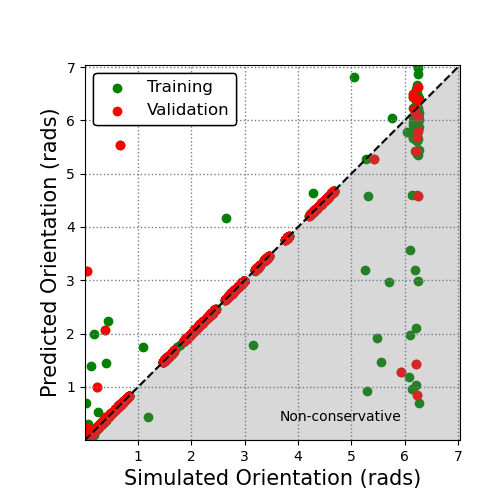 7
6
5
4
3
2
1
Predicted Orientation (rads)
Training
Validation
Non-conservative
1 2 3 4 5 6 7
Simulated Orientation (rads)